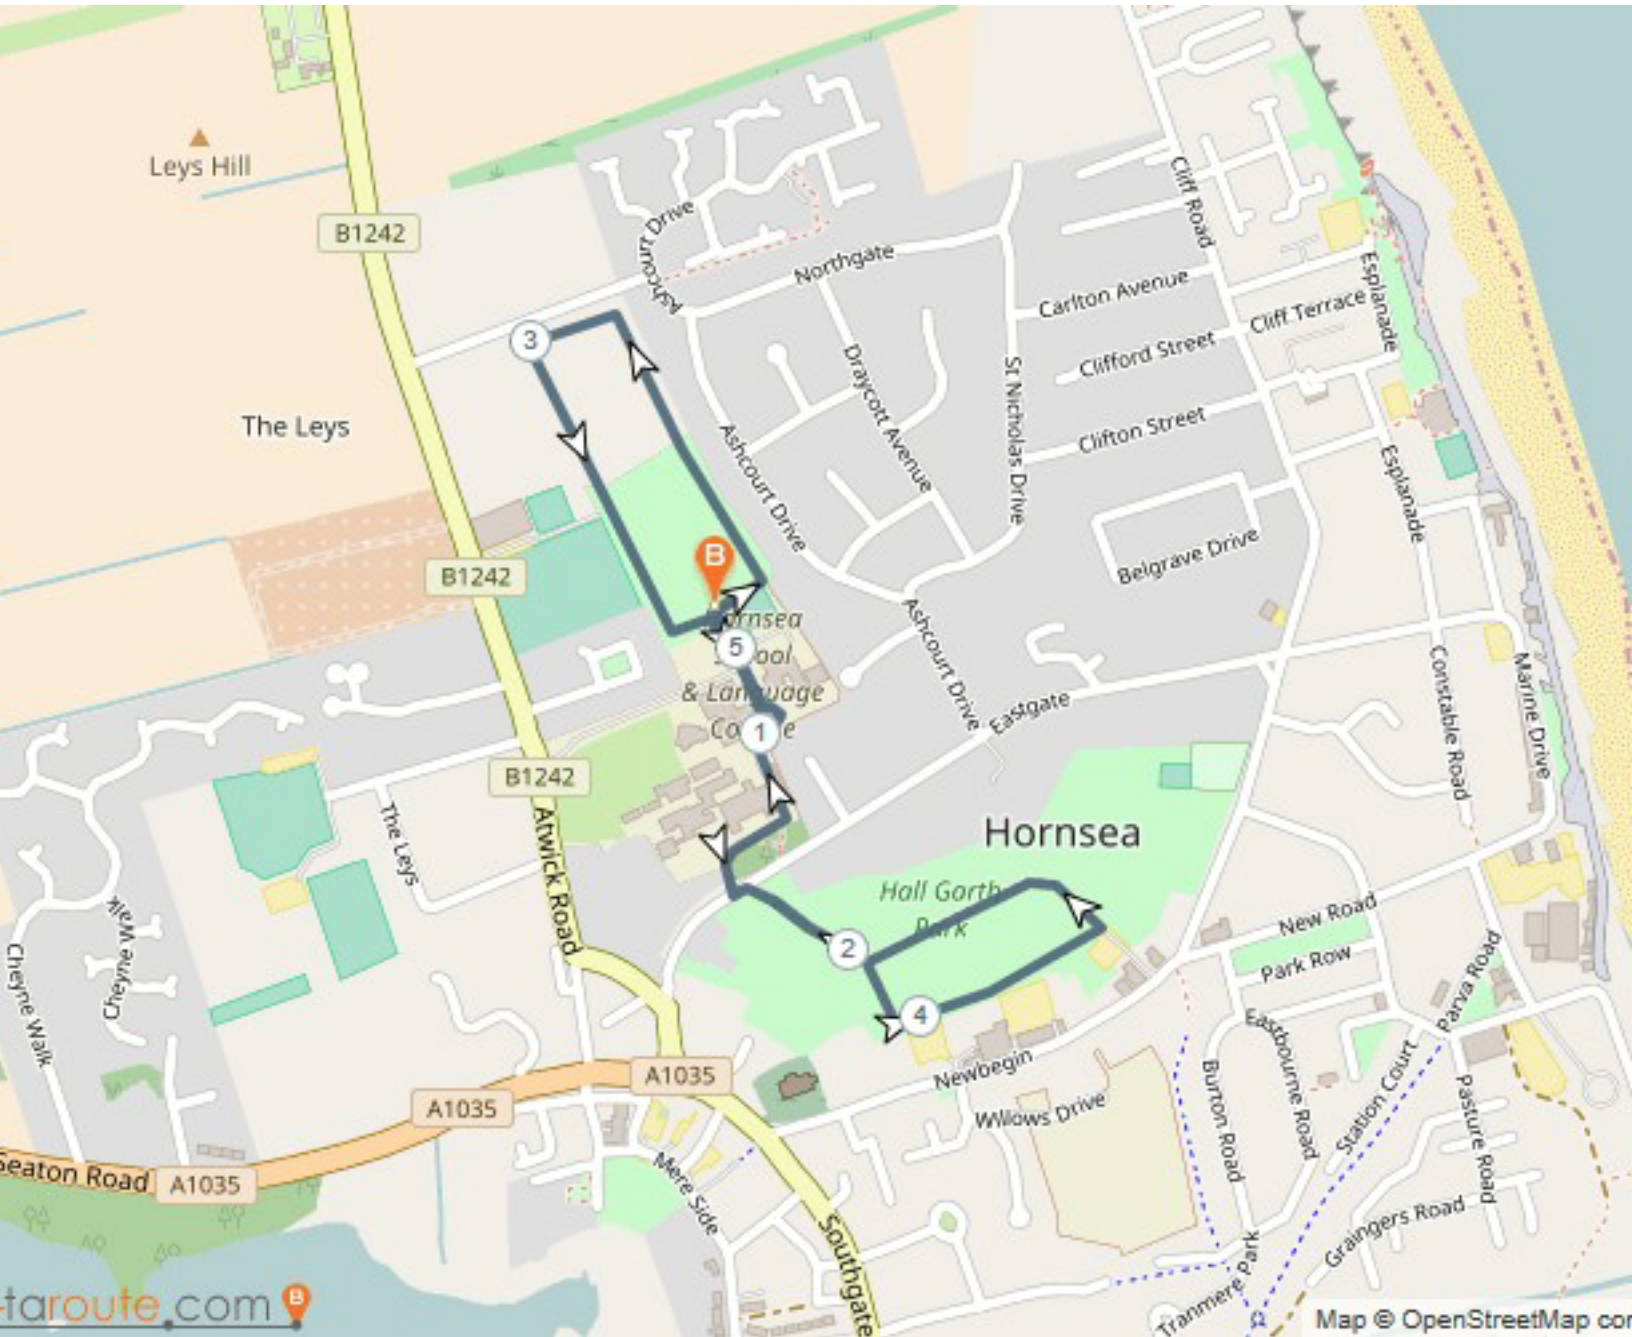 Leys Hill
B1242
Ashcourt Drive
Northgate
Cliff Road
Carlton Avenue
Esplanade
Cliff Terrace
Clifford Street
3
Draycott Avenue
St Nicholas Drive
Clifton Street
The Leys
Ashcourt Drive
Esplanade
B
B1242
Belgrave Drive
5
& Language
1
Ashcourt Drive
Eastgate
Constable Road
Marine Drive
B1242
Atwick Road
The Leys
Hornsea
Hall Garth
Park
2
4
Cheyne Walk
Cheyne Walk
New Road
Park Row
Parva Road
Eastbourne Road
Station Court
Burton Road
Pasture Road
Newbegin
Willows Drive
A1035
A1035
Seaton Road
A1035
Mere Side
Southgate
Graingers Road
Tranmere Park
taroute.com
B
Map © OpenStreetMap